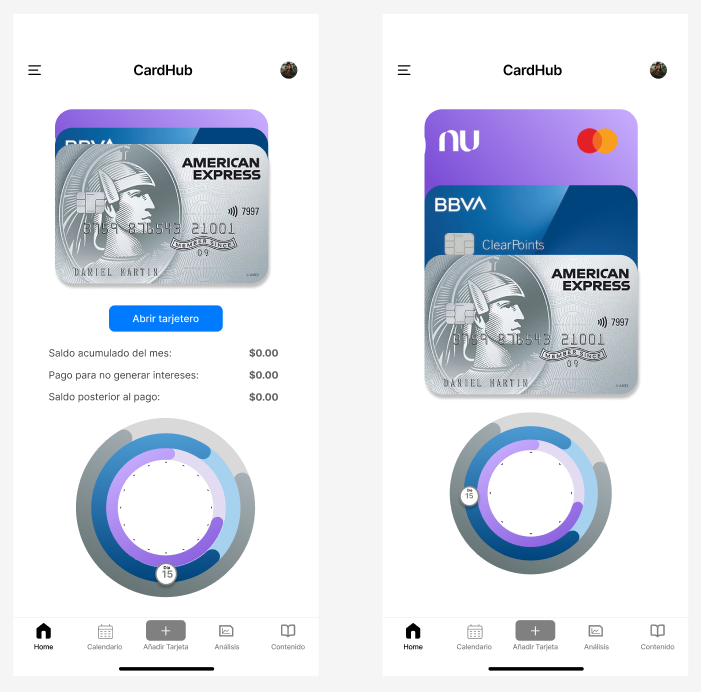 CardHub
BBVA
AMERICAN
EXPRESS
7997
0759 876543 21001
MEMBER SINCE
09
DANIEL MARTIN
Abrir tarjetero
Saldo acumulado del mes: $0.00
Pago para no generar intereses: $0.00
Saldo posterior al pago: $0.00
Día
15
Home Calendario Añadir Tarjeta Análisis Contenido
CardHub
nu
BBVA
ClearPoints
AMERICAN
EXPRESS
7997
0759 876543 21001
MEMBER SINCE
09
DANIEL MARTIN
Día
15
Home Calendario Añadir Tarjeta Análisis Contenido